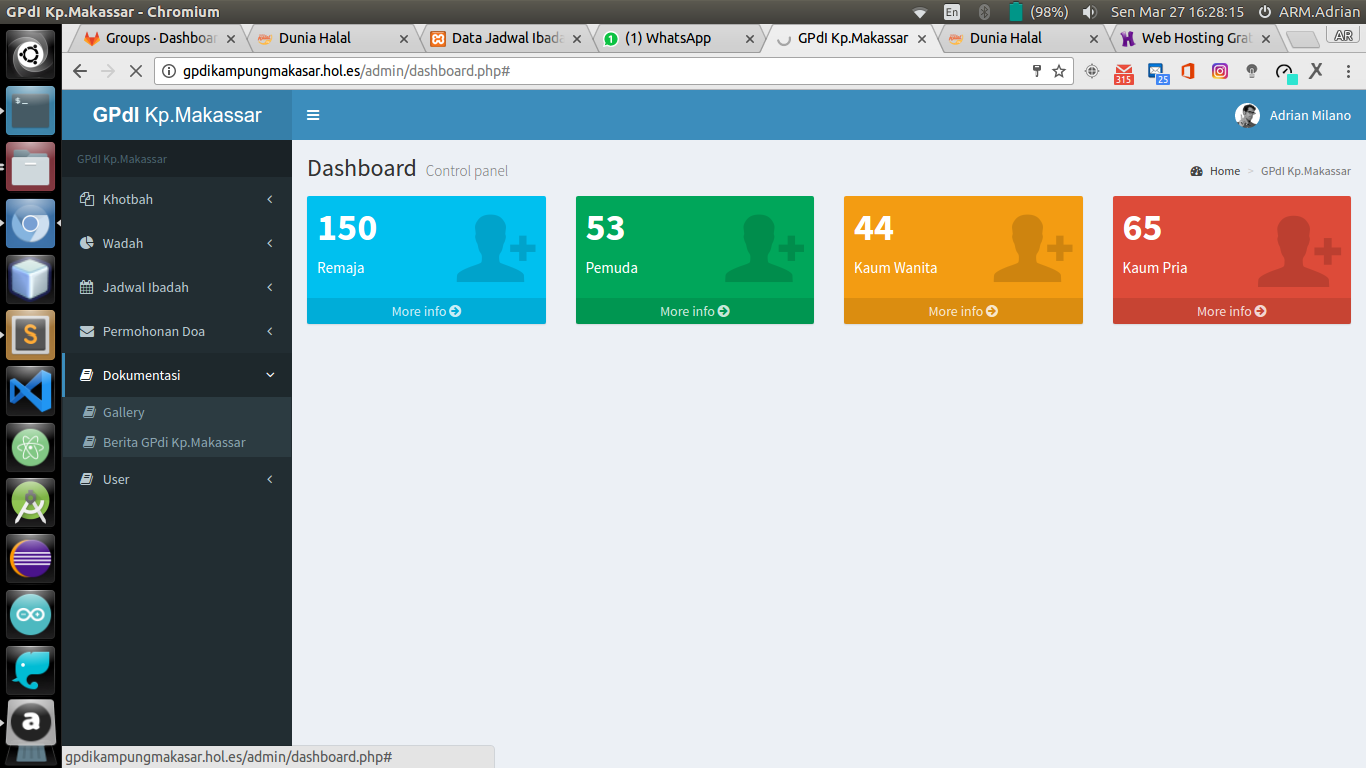 GPdI Kp.Makassar - Chromium
En
(98%)
Sen Mar 27 16:28:15
ARM.Adrian
Groups · Dashboar
Dunia Halal
Data Jadwal Ibada
(1) WhatsApp
GPdI Kp.Makassar
Dunia Halal
Web Hosting Grat
AR
gpdikampungmakasar.hol.es/admin/dashboard.php#
315
25
GPdI Kp.Makassar
Adrian Milano
GPdI Kp.Makassar
Khotbah
Wadah
Jadwal Ibadah
Permohonan Doa
Dokumentasi
Gallery
Berita GPdi Kp.Makassar
User
Dashboard Control panel
Home > GPdI Kp.Makassar
150
Remaja
More info
53
Pemuda
More info
44
Kaum Wanita
More info
65
Kaum Pria
More info
gpdikampungmakasar.hol.es/admin/dashboard.php#